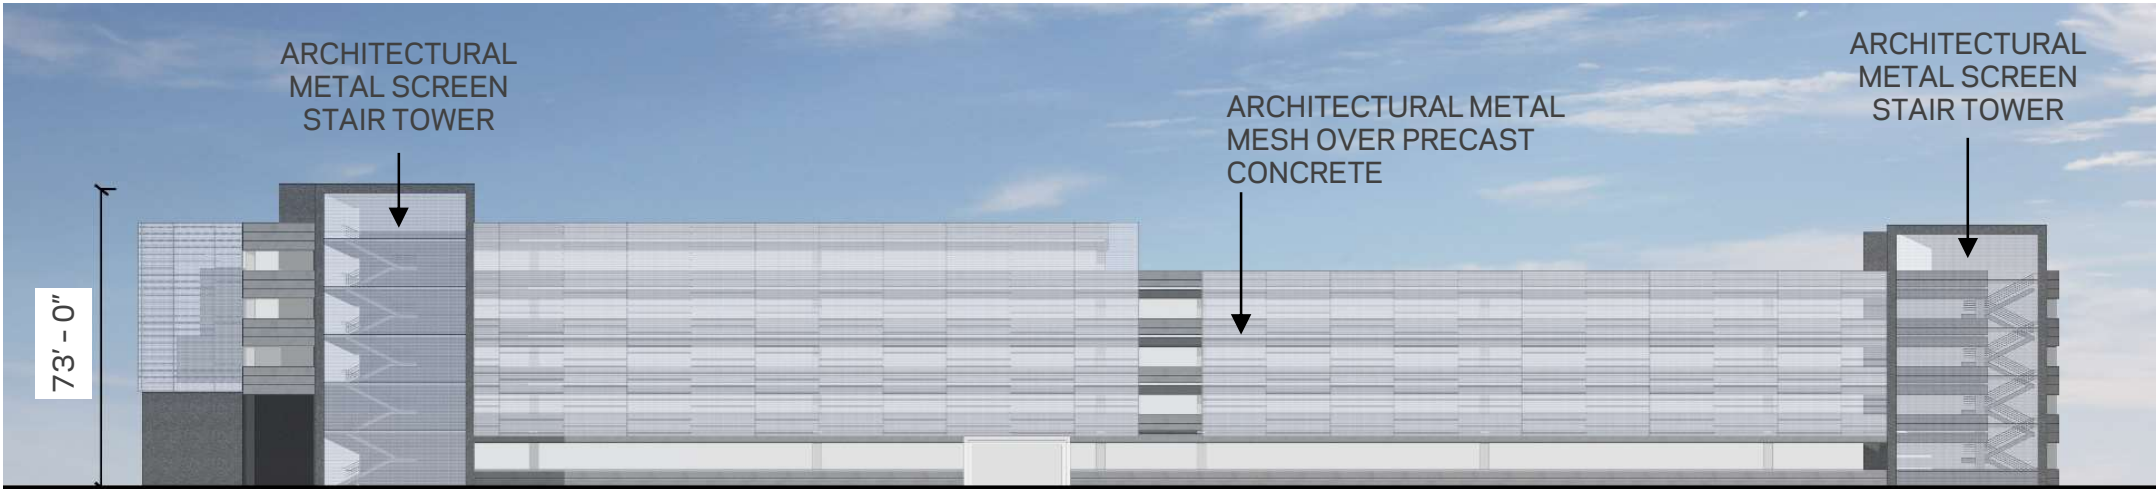 ARCHITECTURAL
METAL SCREEN
STAIR TOWER
ARCHITECTURAL METAL
MESH OVER PRECAST
CONCRETE
ARCHITECTURAL
METAL SCREEN
STAIR TOWER
73' - 0"